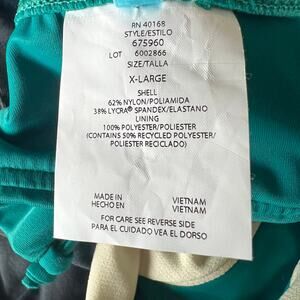 RN 40168
STYLE/ESTILO
675960
LOT 6002866
SIZE/TALLA
X-LARGE
SHELL
62% NYLON/POLIAMIDA
38% LYCRA® SPANDEX/ELASTANO
LINING
100% POLYESTER/POLIESTER
(CONTAINS 50% RECYCLED POLYESTER/
POLIESTER RECICLADO)
MADE IN VIETNAM
HECHO EN VIETNAM
FOR CARE SEE REVERSE SIDE
PARA EL CUIDADO VEA EL DORSO